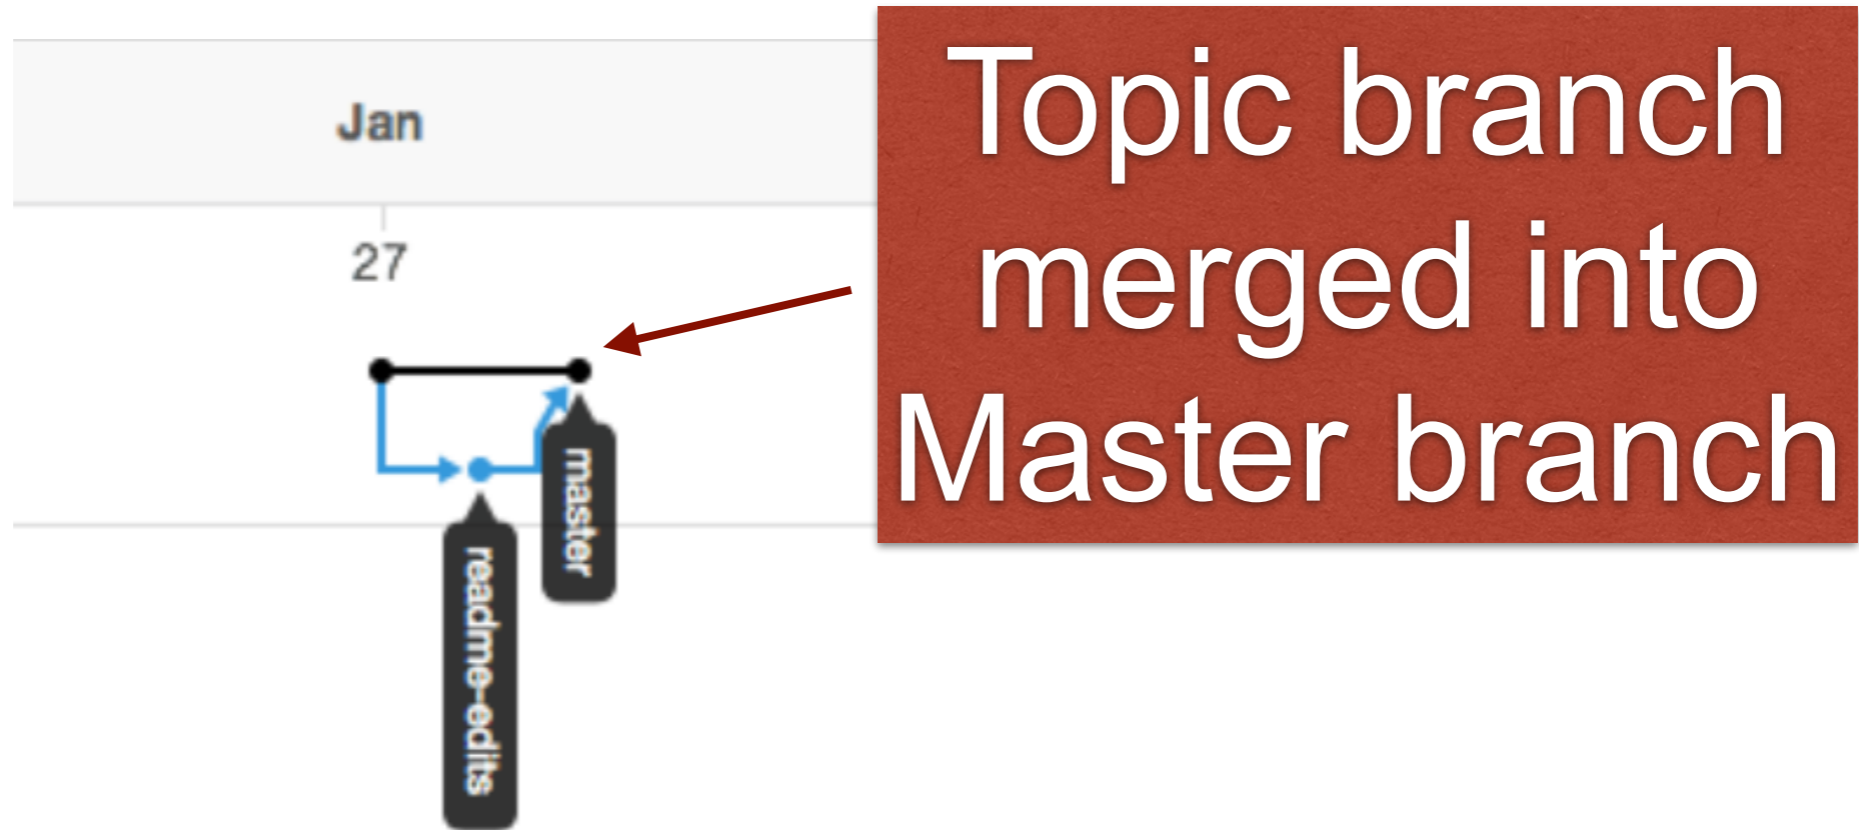 Jan
27
Topic branch
merged into
Master branch
master
readme-edits